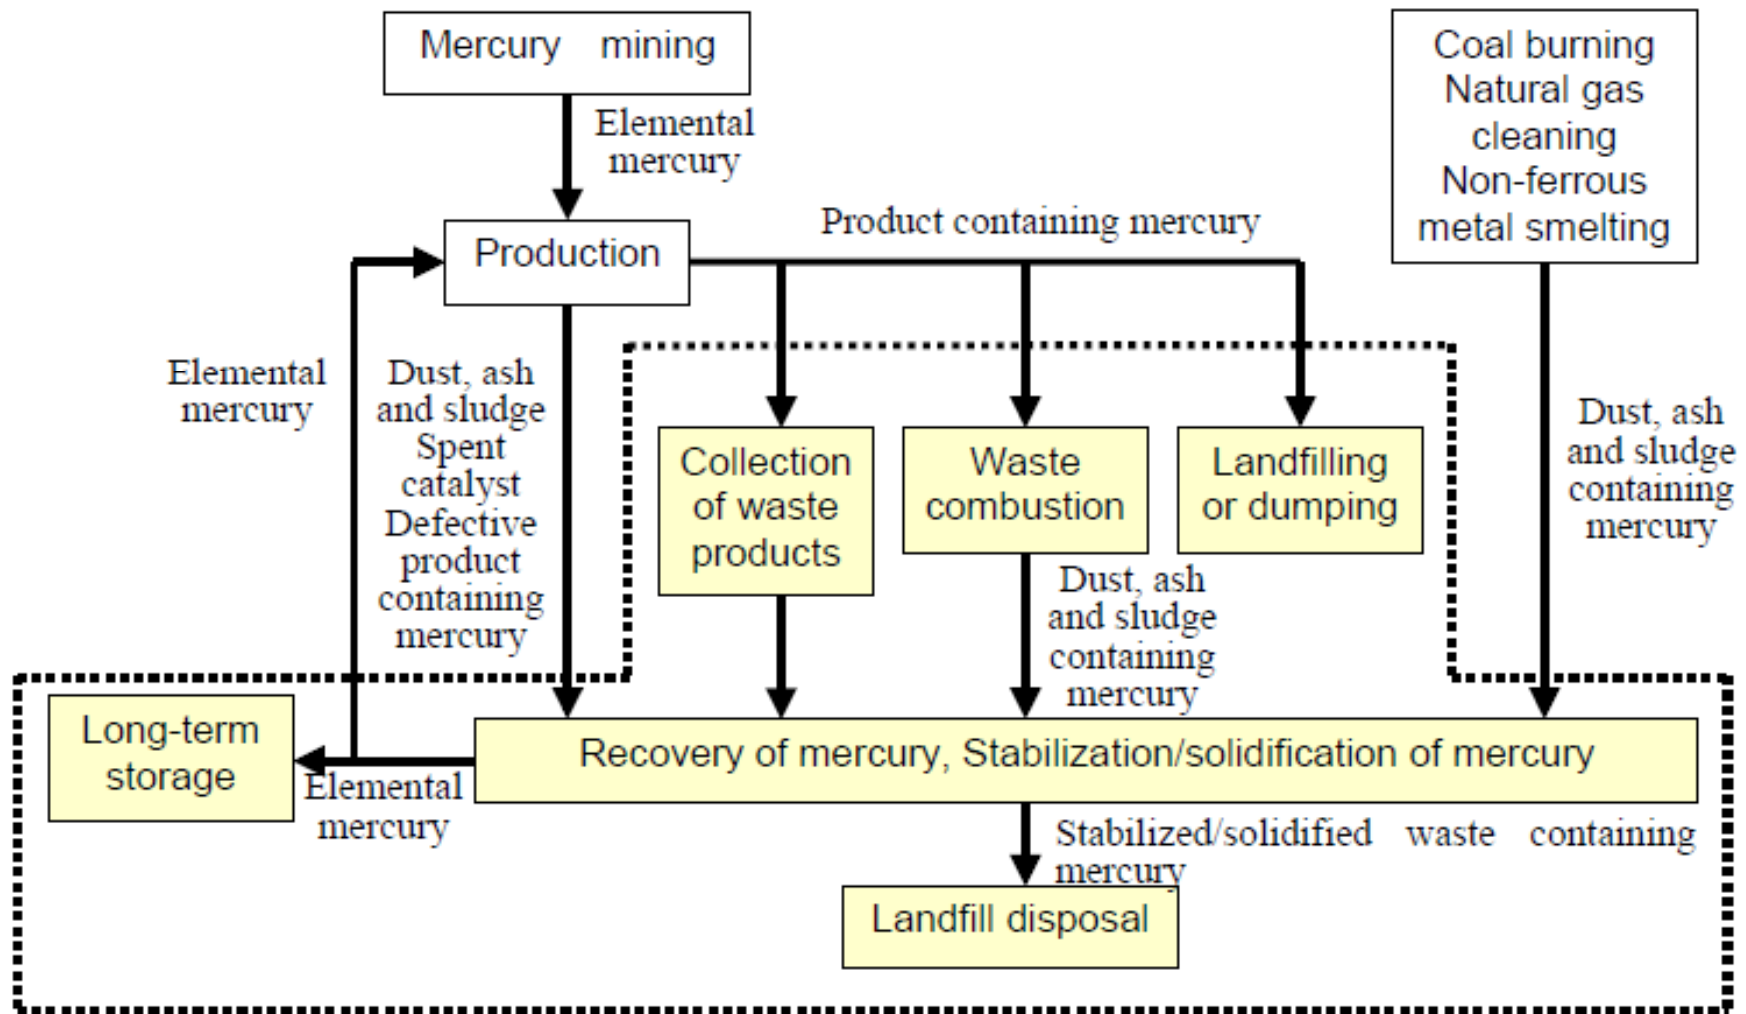 Mercury mining
Elemental
mercury
Coal burning
Natural gas
cleaning
Non-ferrous
metal smelting
Production
Product containing mercury
Elemental
mercury
Dust, ash
and sludge
Spent
catalyst
Defective
product
containing
mercury
Collection
of waste
products
Waste
combustion
Landfilling
or dumping
Dust, ash
and sludge
containing
mercury
Dust, ash
and sludge
containing
mercury
Long-term
storage
Elemental
mercury
Recovery of mercury, Stabilization/solidification of mercury
Stabilized/solidified waste containing
mercury
Landfill disposal